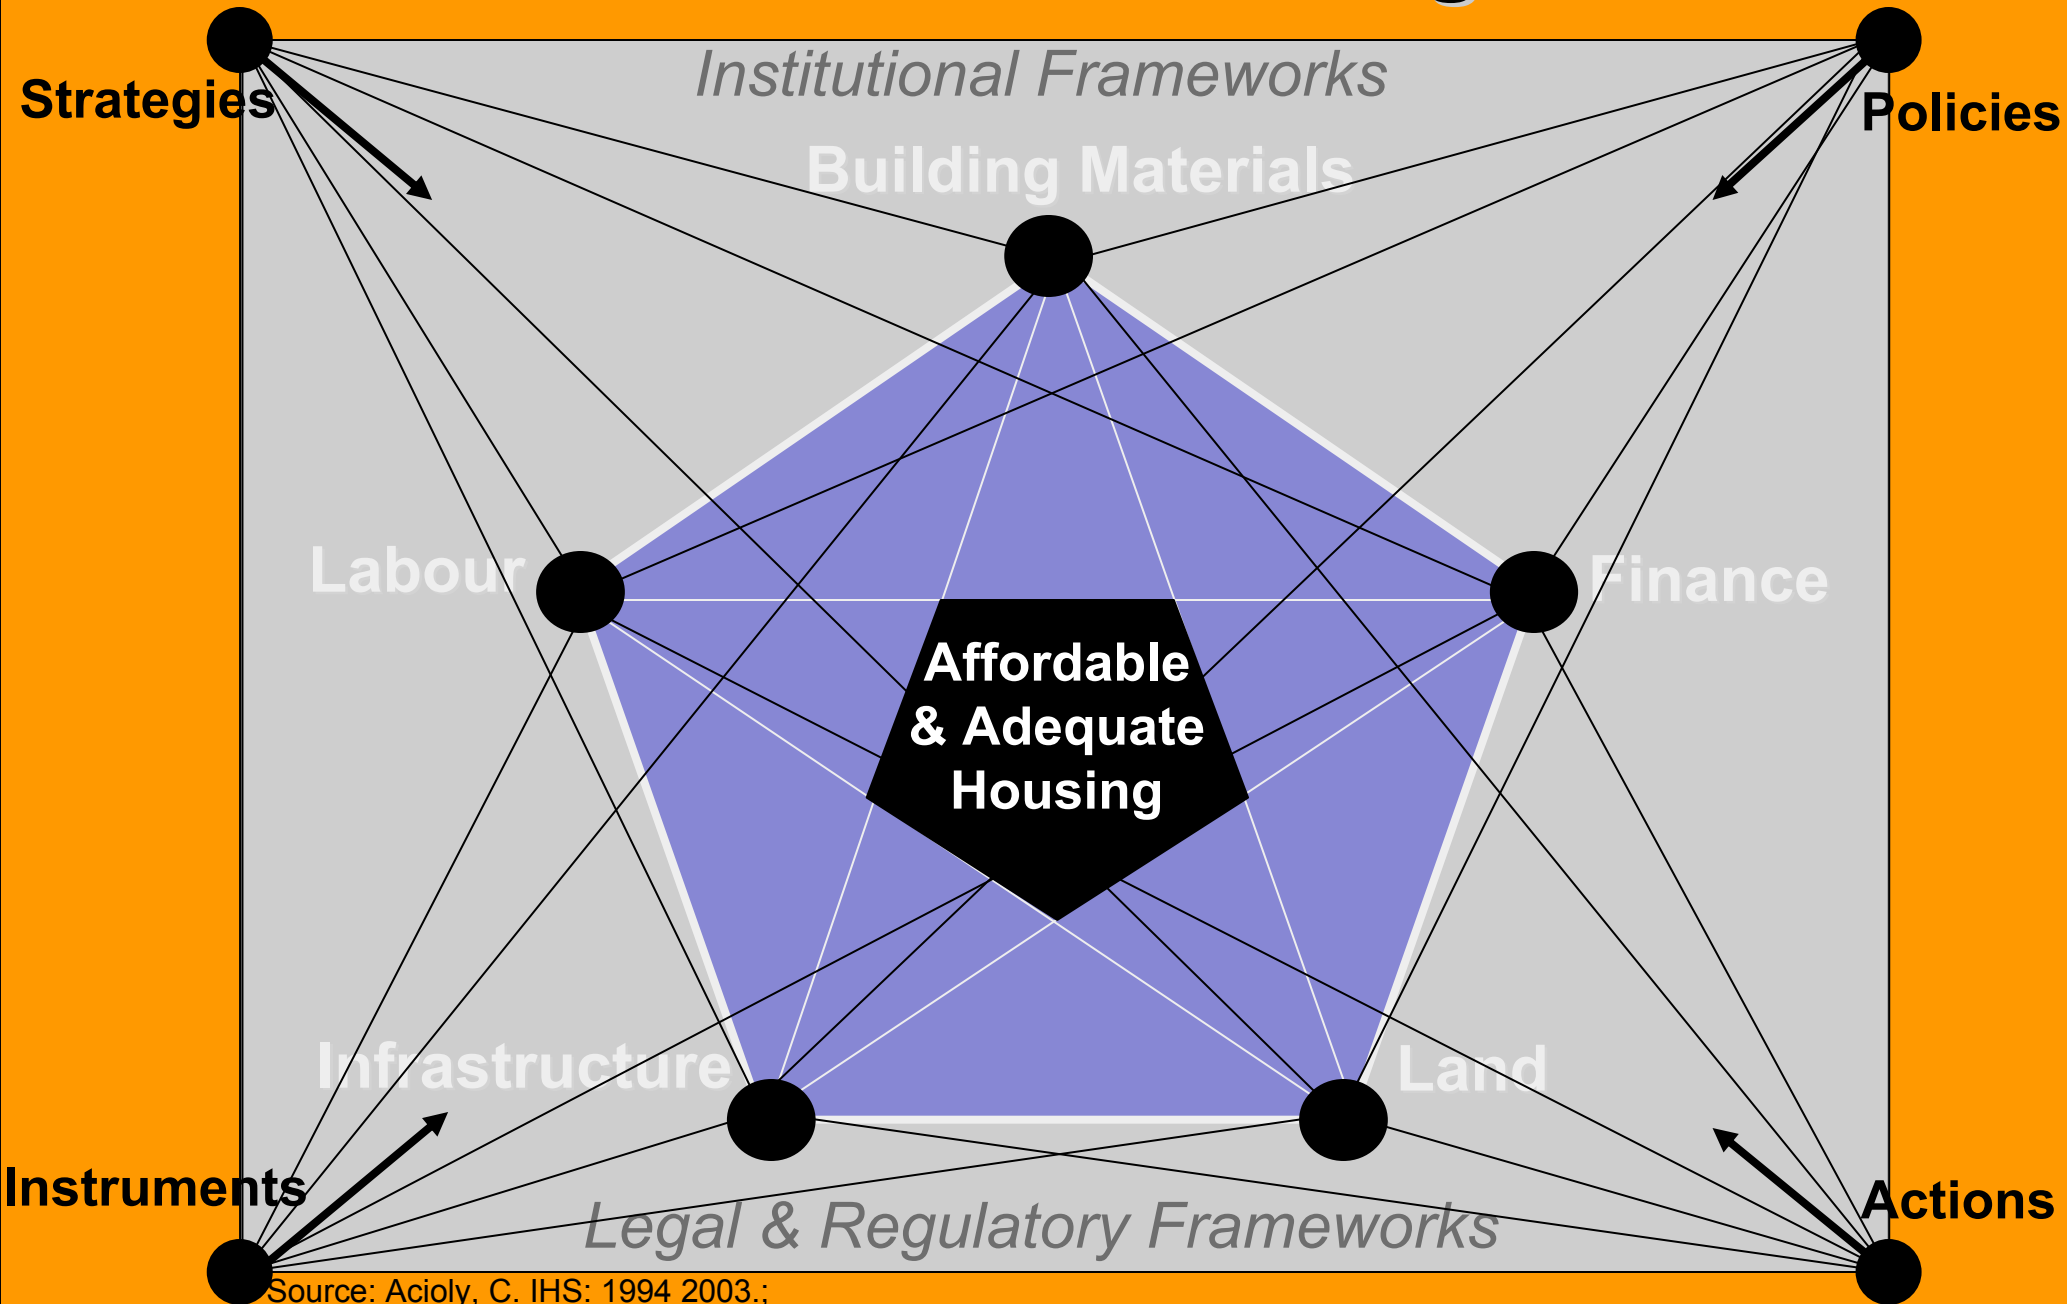 Institutional Frameworks
Strategies
Policies
Building Materials
Labour
Finance
Affordable
& Adequate
Housing
Infrastructure
Land
Instruments
Actions
Legal & Regulatory Frameworks
Source: Acioly, C. IHS: 1994 2003.;